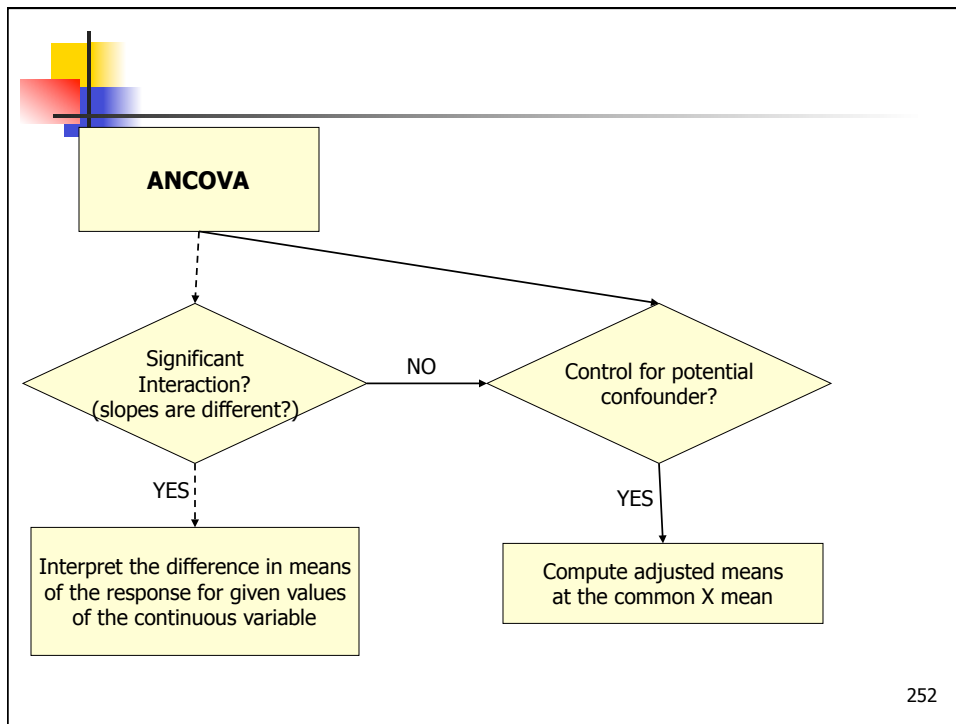 ANCOVA
Significant
Interaction?
(slopes are different?)
NO
Control for potential
confounder?
YES
YES
Interpret the difference in means
of the response for given values
of the continuous variable
Compute adjusted means
at the common X mean
252